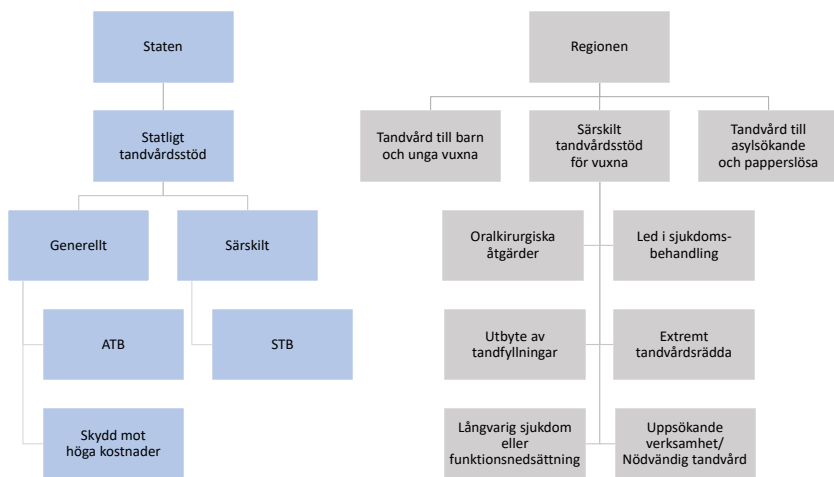 Staten
Statligt
tandvårdsstöd
Generellt
Särskilt
ATB
STB
Skydd mot
höga kostnader
Regionen
Tandvård till barn
och unga vuxna
Särskilt
tandvårdsstöd
för vuxna
Tandvård till
asylsökande
och papperslösa
Oralkirurgiska
åtgärder
Led i sjukdoms-
behandling
Utbyte av
tandfyllningar
Extremt
tandvårdsrädda
Långvarig sjukdom
eller
funktionsnedsättning
Uppsökande
verksamhet/
Nödvändig tandvård